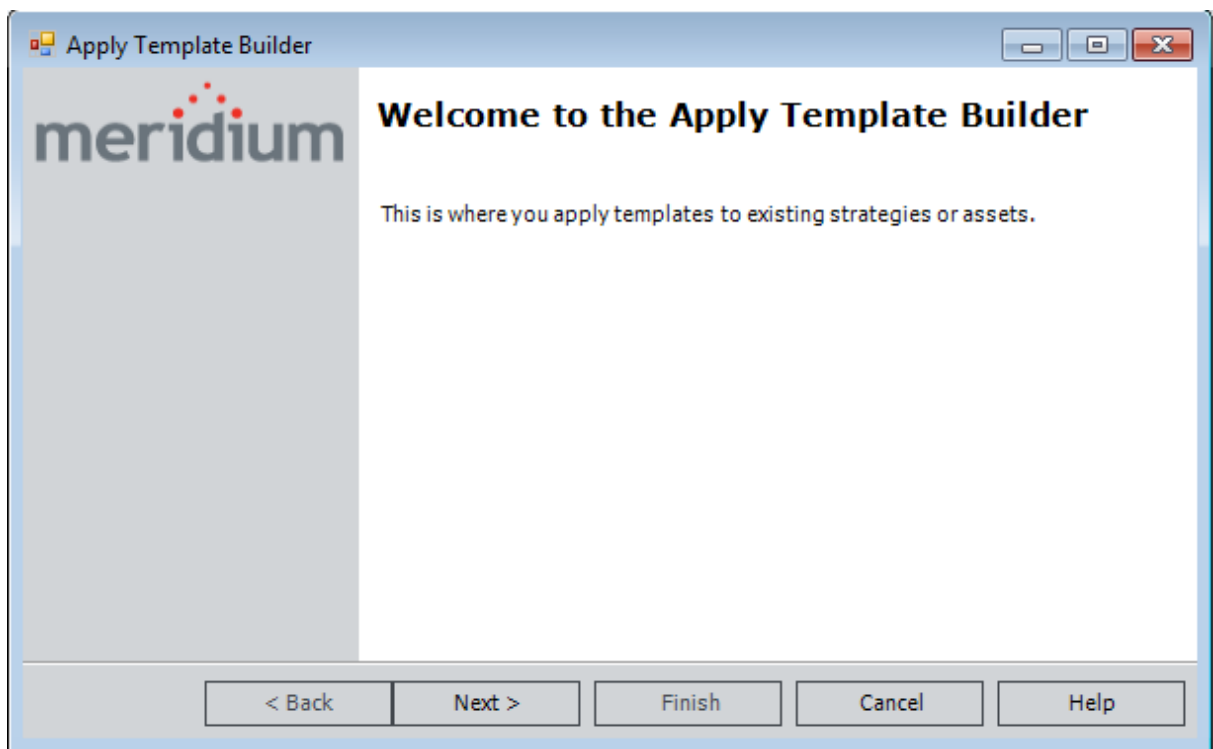 Apply Template Builder
meridium
Welcome to the Apply Template Builder
This is where you apply templates to existing strategies or assets.
< Back
Next >
Finish
Cancel
Help